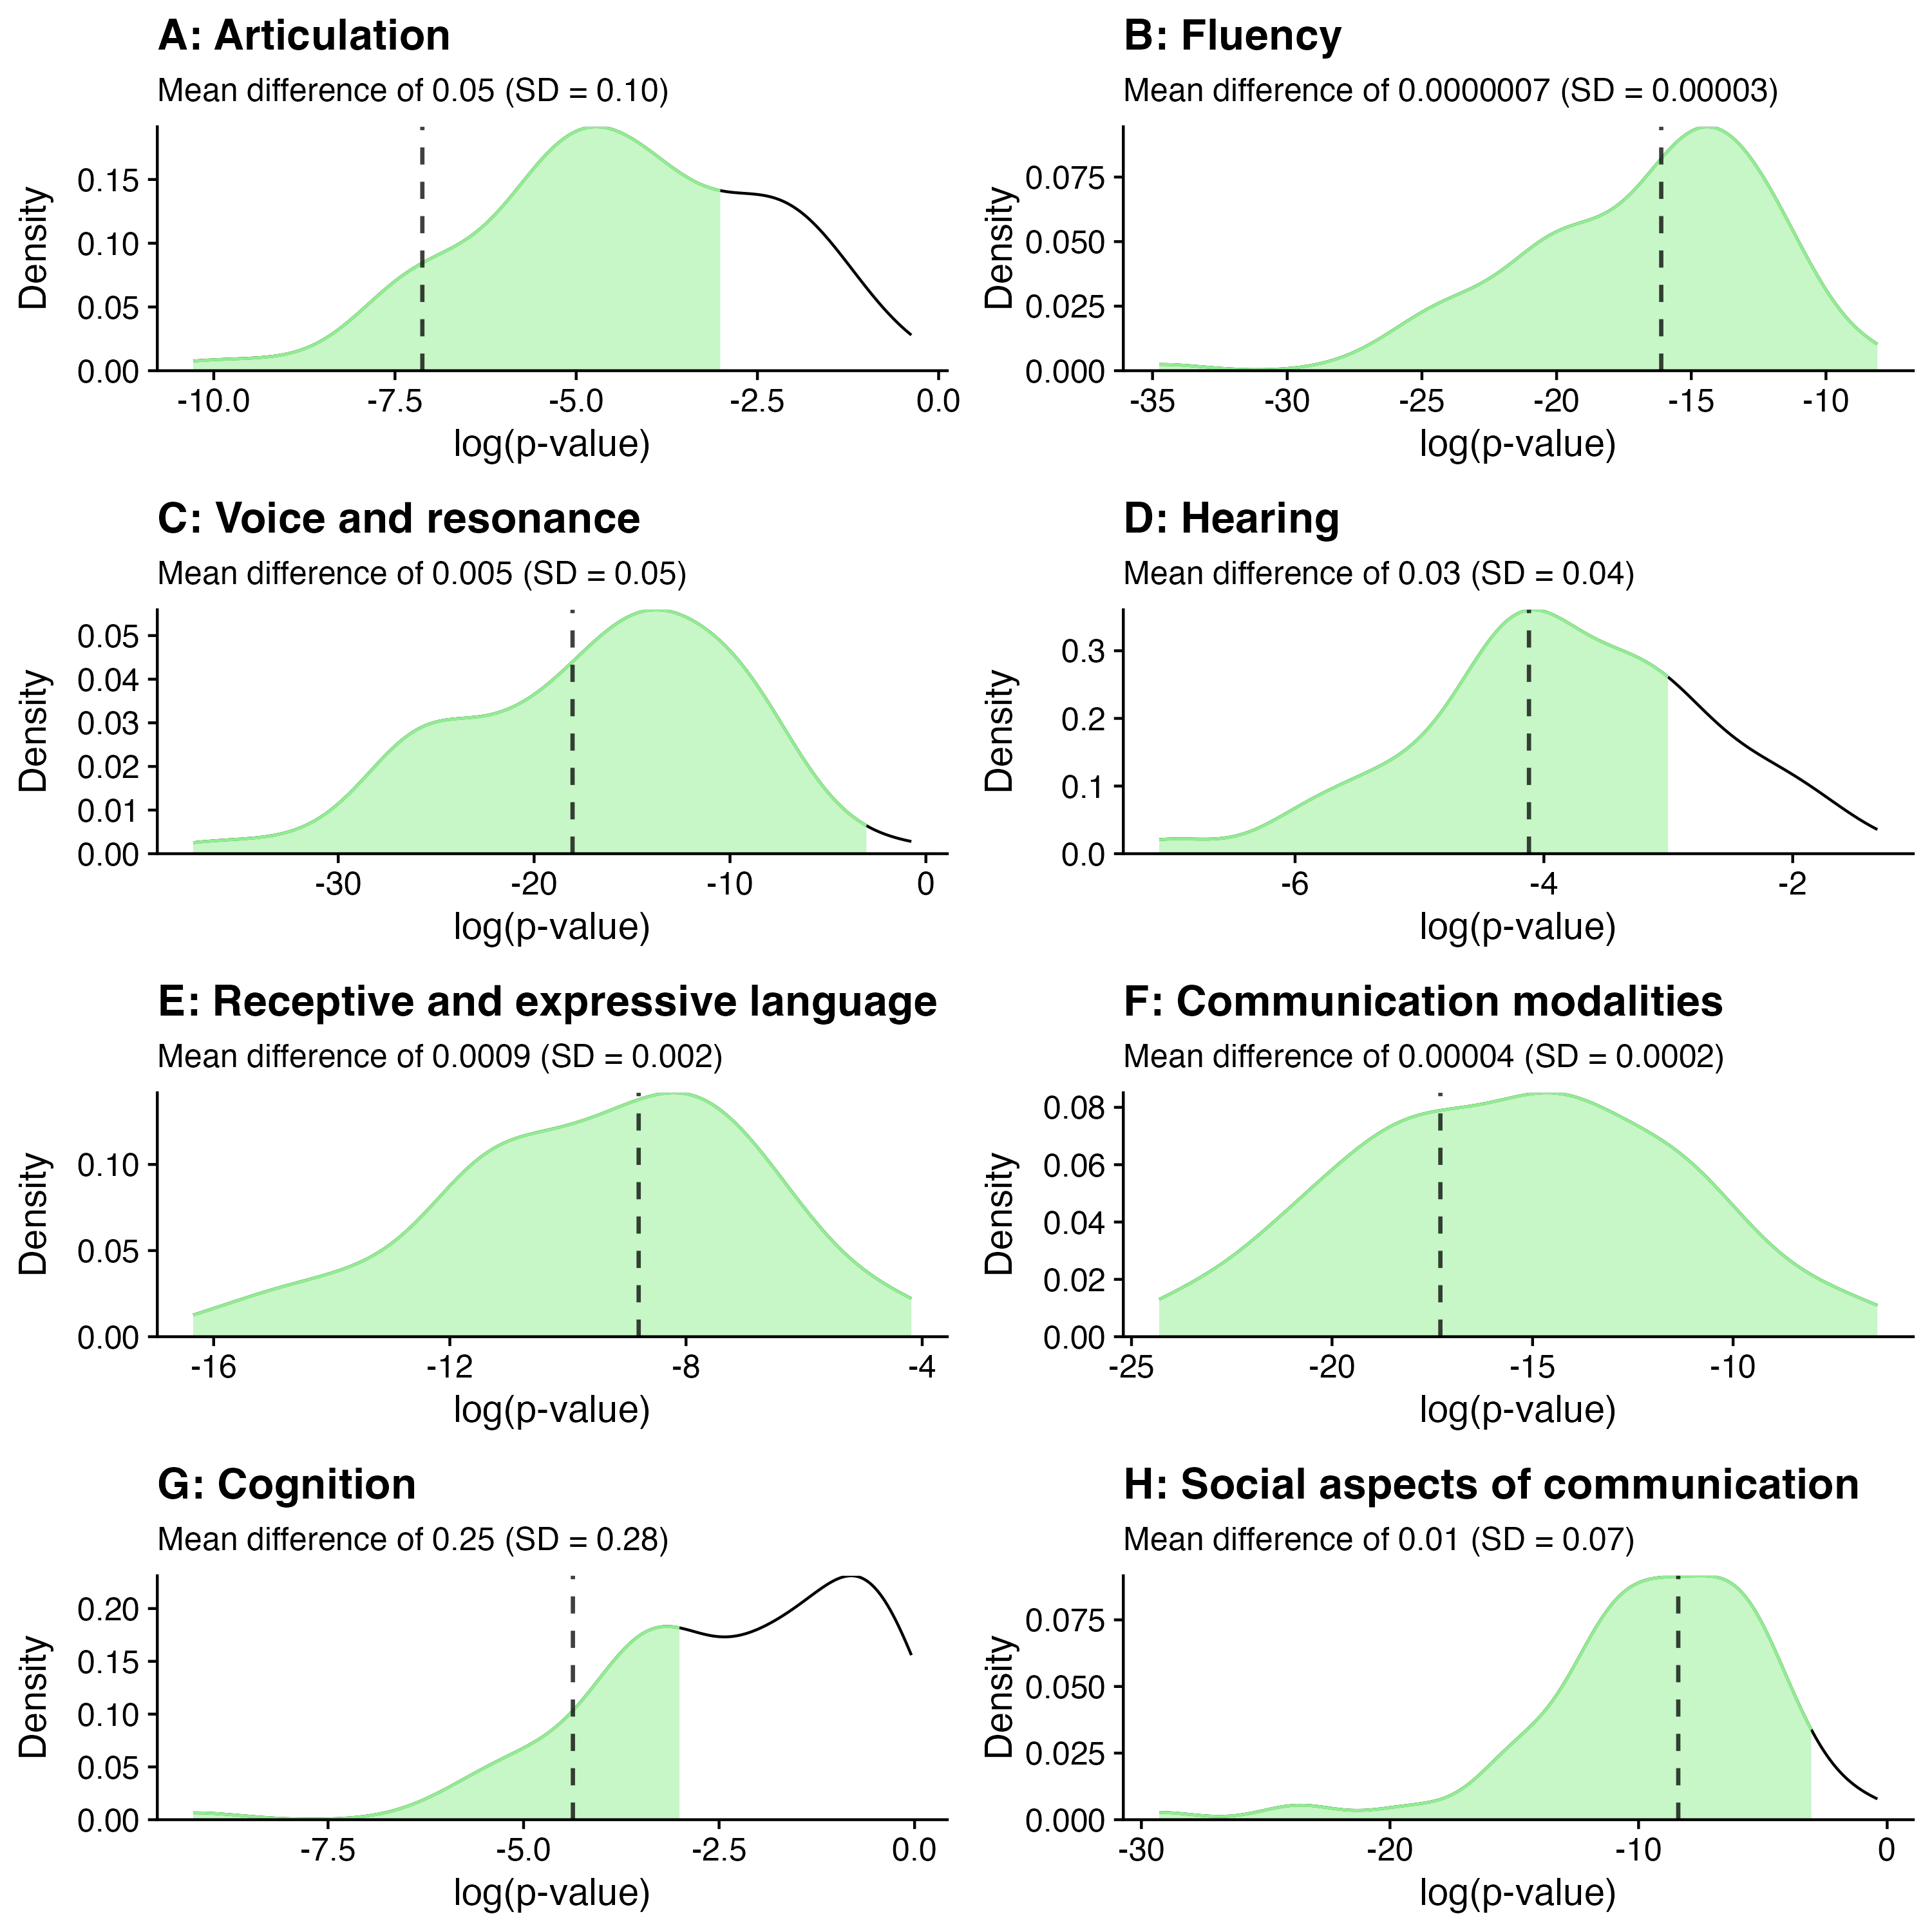 A: Articulation
Mean difference of 0.05 (SD = 0.10)
Density
0.15
0.10
0.05
0.00
-10.0 -7.5 -5.0 -2.5 0.0
log(p-value)
B: Fluency
Mean difference of 0.0000007 (SD = 0.00003)
Density
0.075
0.050
0.025
0.000
-35 -30 -25 -20 -15 -10
log(p-value)
C: Voice and resonance
Mean difference of 0.005 (SD = 0.05)
Density
0.05
0.04
0.03
0.02
0.01
0.00
-30 -20 -10 0
log(p-value)
D: Hearing
Mean difference of 0.03 (SD = 0.04)
Density
0.3
0.2
0.1
0.0
-6 -4 -2
log(p-value)
E: Receptive and expressive language
Mean difference of 0.0009 (SD = 0.002)
Density
0.10
0.05
0.00
-16 -12 -8 -4
log(p-value)
F: Communication modalities
Mean difference of 0.00004 (SD = 0.0002)
Density
0.08
0.06
0.04
0.02
0.00
-25 -20 -15 -10
log(p-value)
G: Cognition
Mean difference of 0.25 (SD = 0.28)
Density
0.20
0.15
0.10
0.05
0.00
-7.5 -5.0 -2.5 0.0
log(p-value)
H: Social aspects of communication
Mean difference of 0.01 (SD = 0.07)
Density
0.075
0.050
0.025
0.000
-30 -20 -10 0
log(p-value)